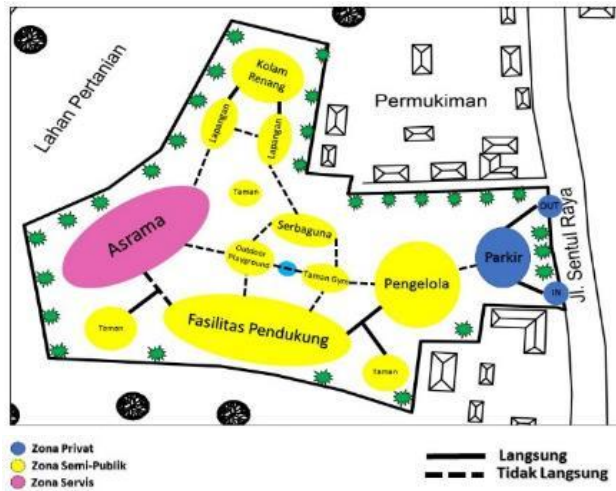 Kolam
Renang
Lahan Pertanian
Permukiman
Lapangan
Lapangan
Taman
OUT
Asrama
Serbaguna
Jl. Sentul Raya
Outdoor
Playground
Parkir
Taman Gym
Pengelola
IN
Fasilitas Pendukung
Taman
Taman
Zona Privat
Zona Semi-Publik
Zona Servis
Langsung
Tidak Langsung